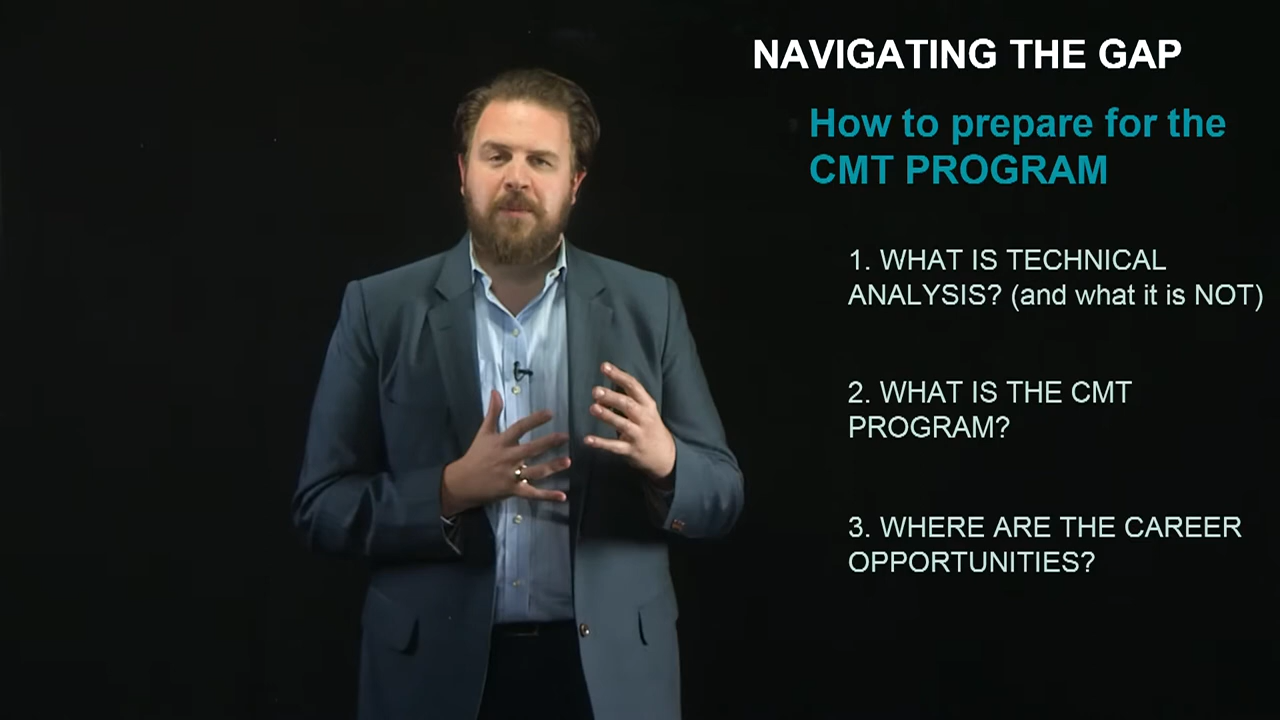 NAVIGATING THE GAP
How to prepare for the
CMT PROGRAM
1. WHAT IS TECHNICAL
ANALYSIS? (and what it is NOT)
2. WHAT IS THE CMT
PROGRAM?
3. WHERE ARE THE CAREER
OPPORTUNITIES?